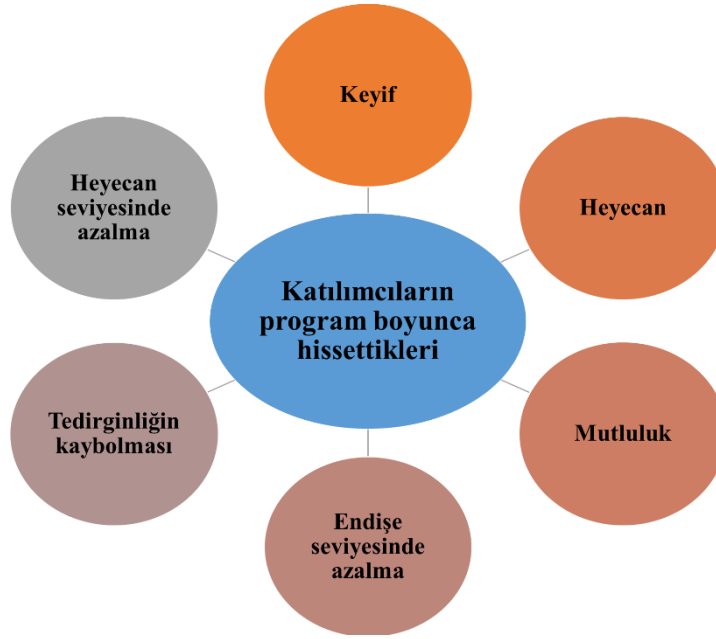 Keyif
Heyecan
seviyesinde
azalma
Heyecan
Katılımcıların
program boyunca
hissettikleri
Tedirginliğin
kaybolması
Mutluluk
Endişe
seviyesinde
azalma